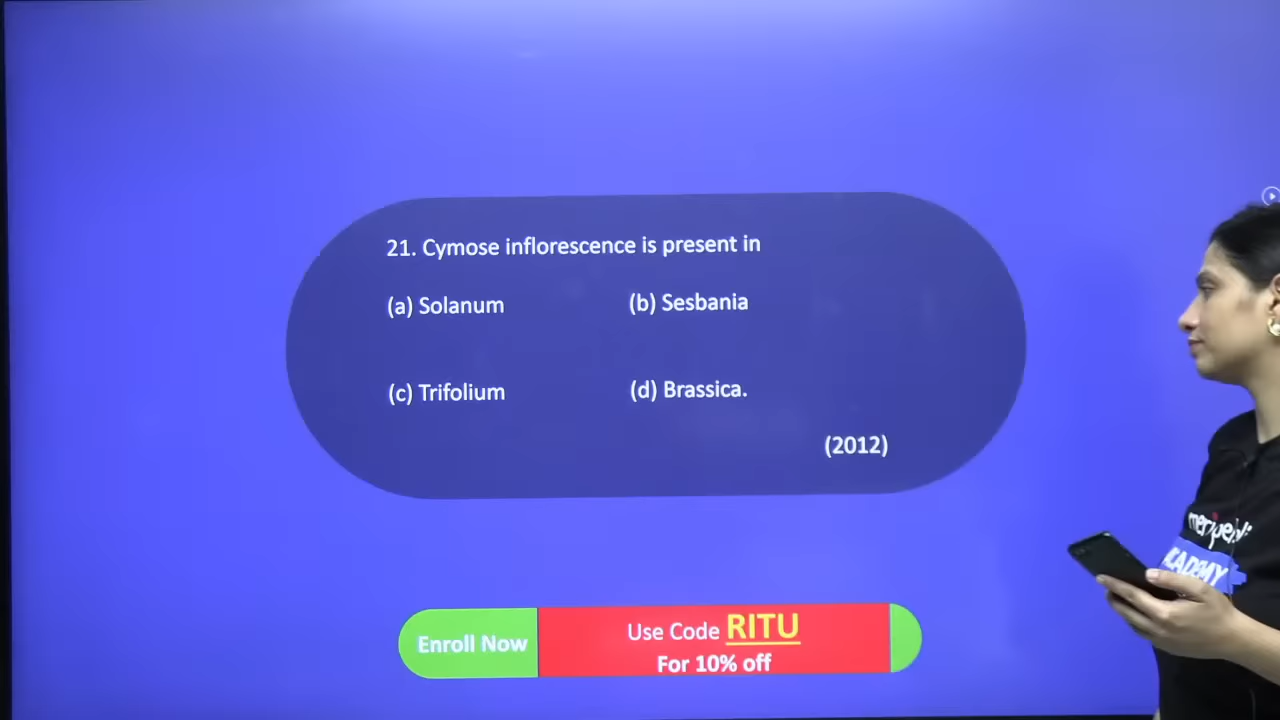 21. Cymose inflorescence is present in
(a) Solanum (b) Sesbania
(c) Trifolium (d) Brassica.
(2012)
Enroll Now
Use Code RITU
For 10% off